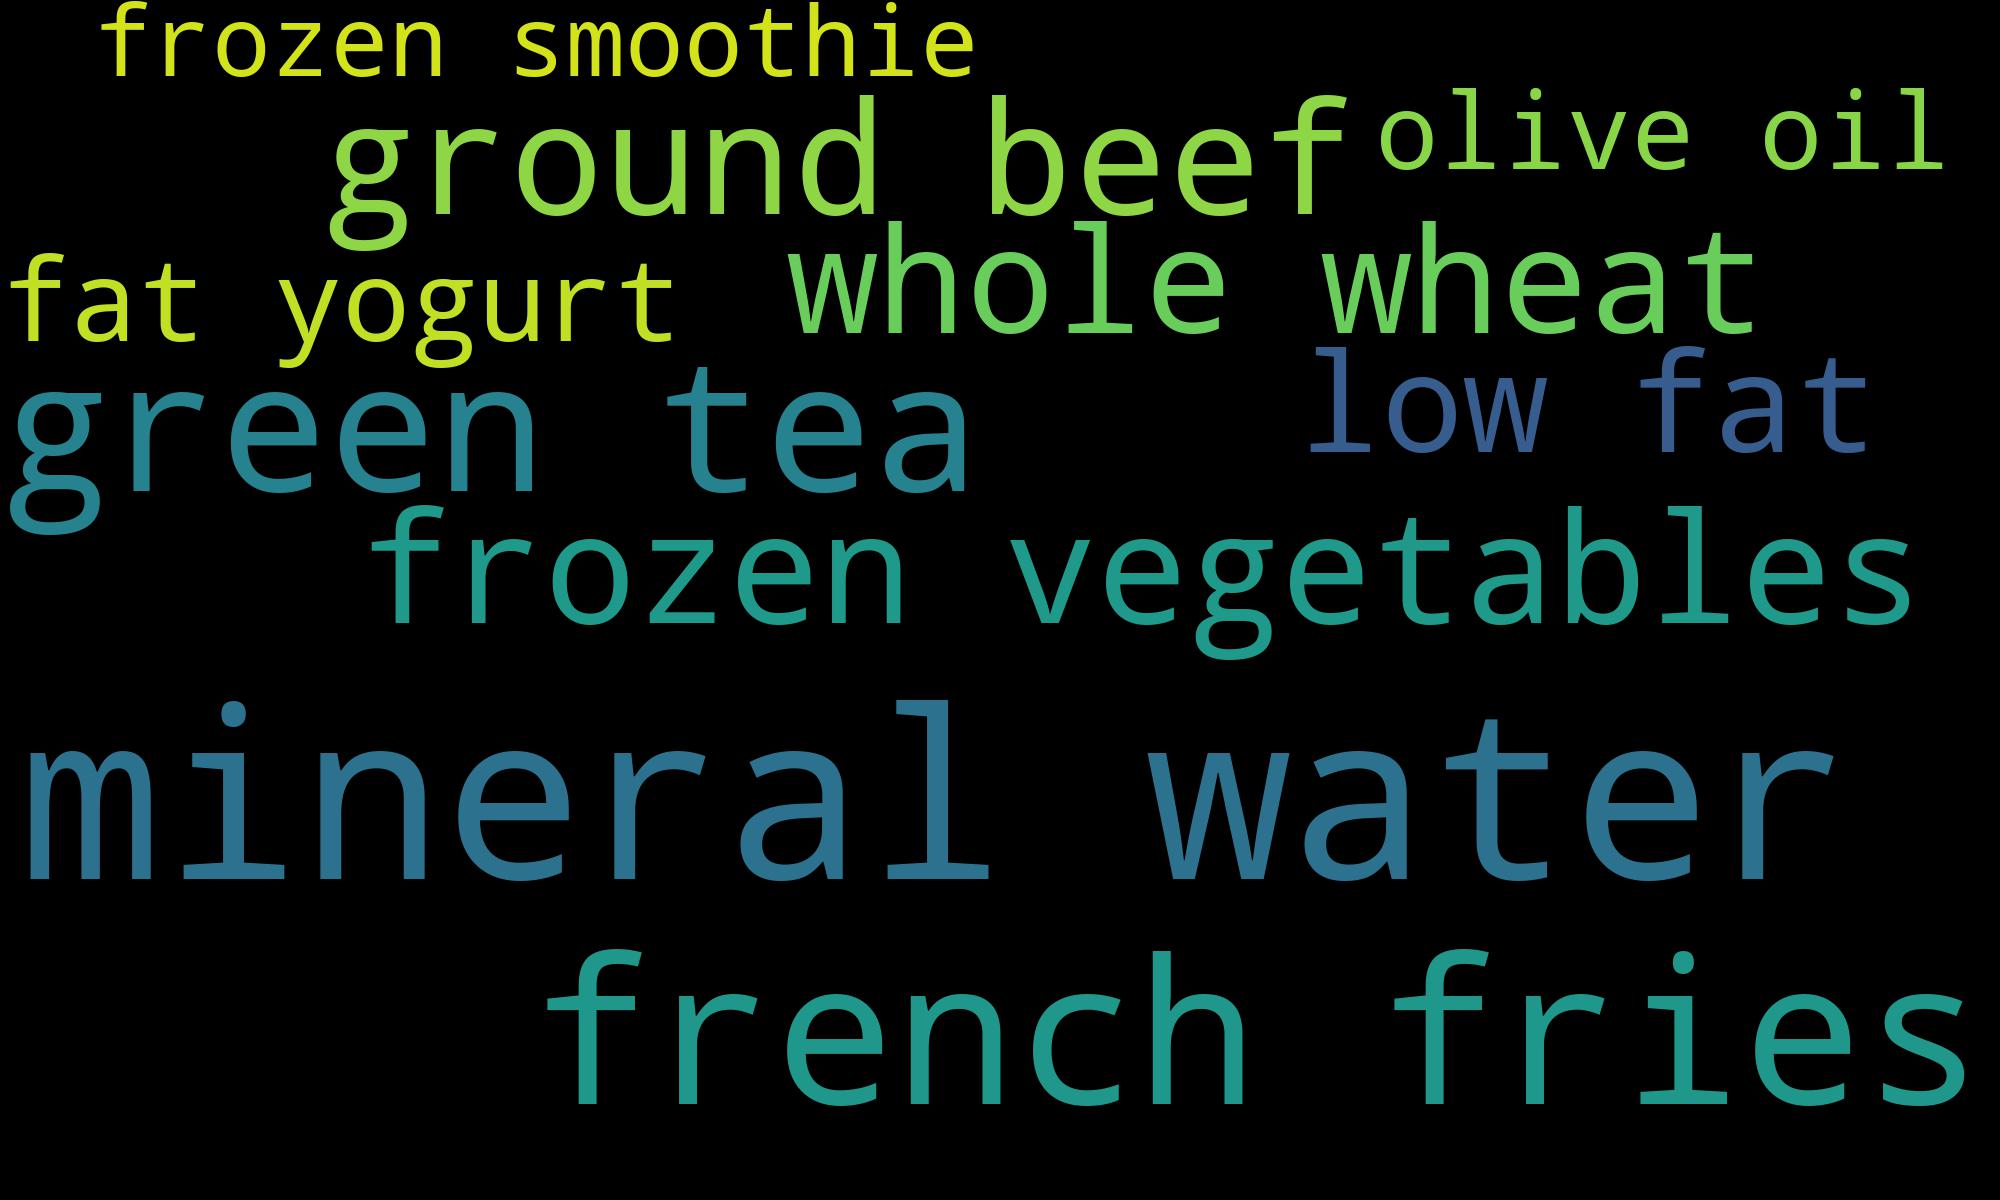 frozen smoothie
ground beef
olive oil
fat yogurt
whole wheat
green tea
low fat
frozen vegetables
mineral water
french fries